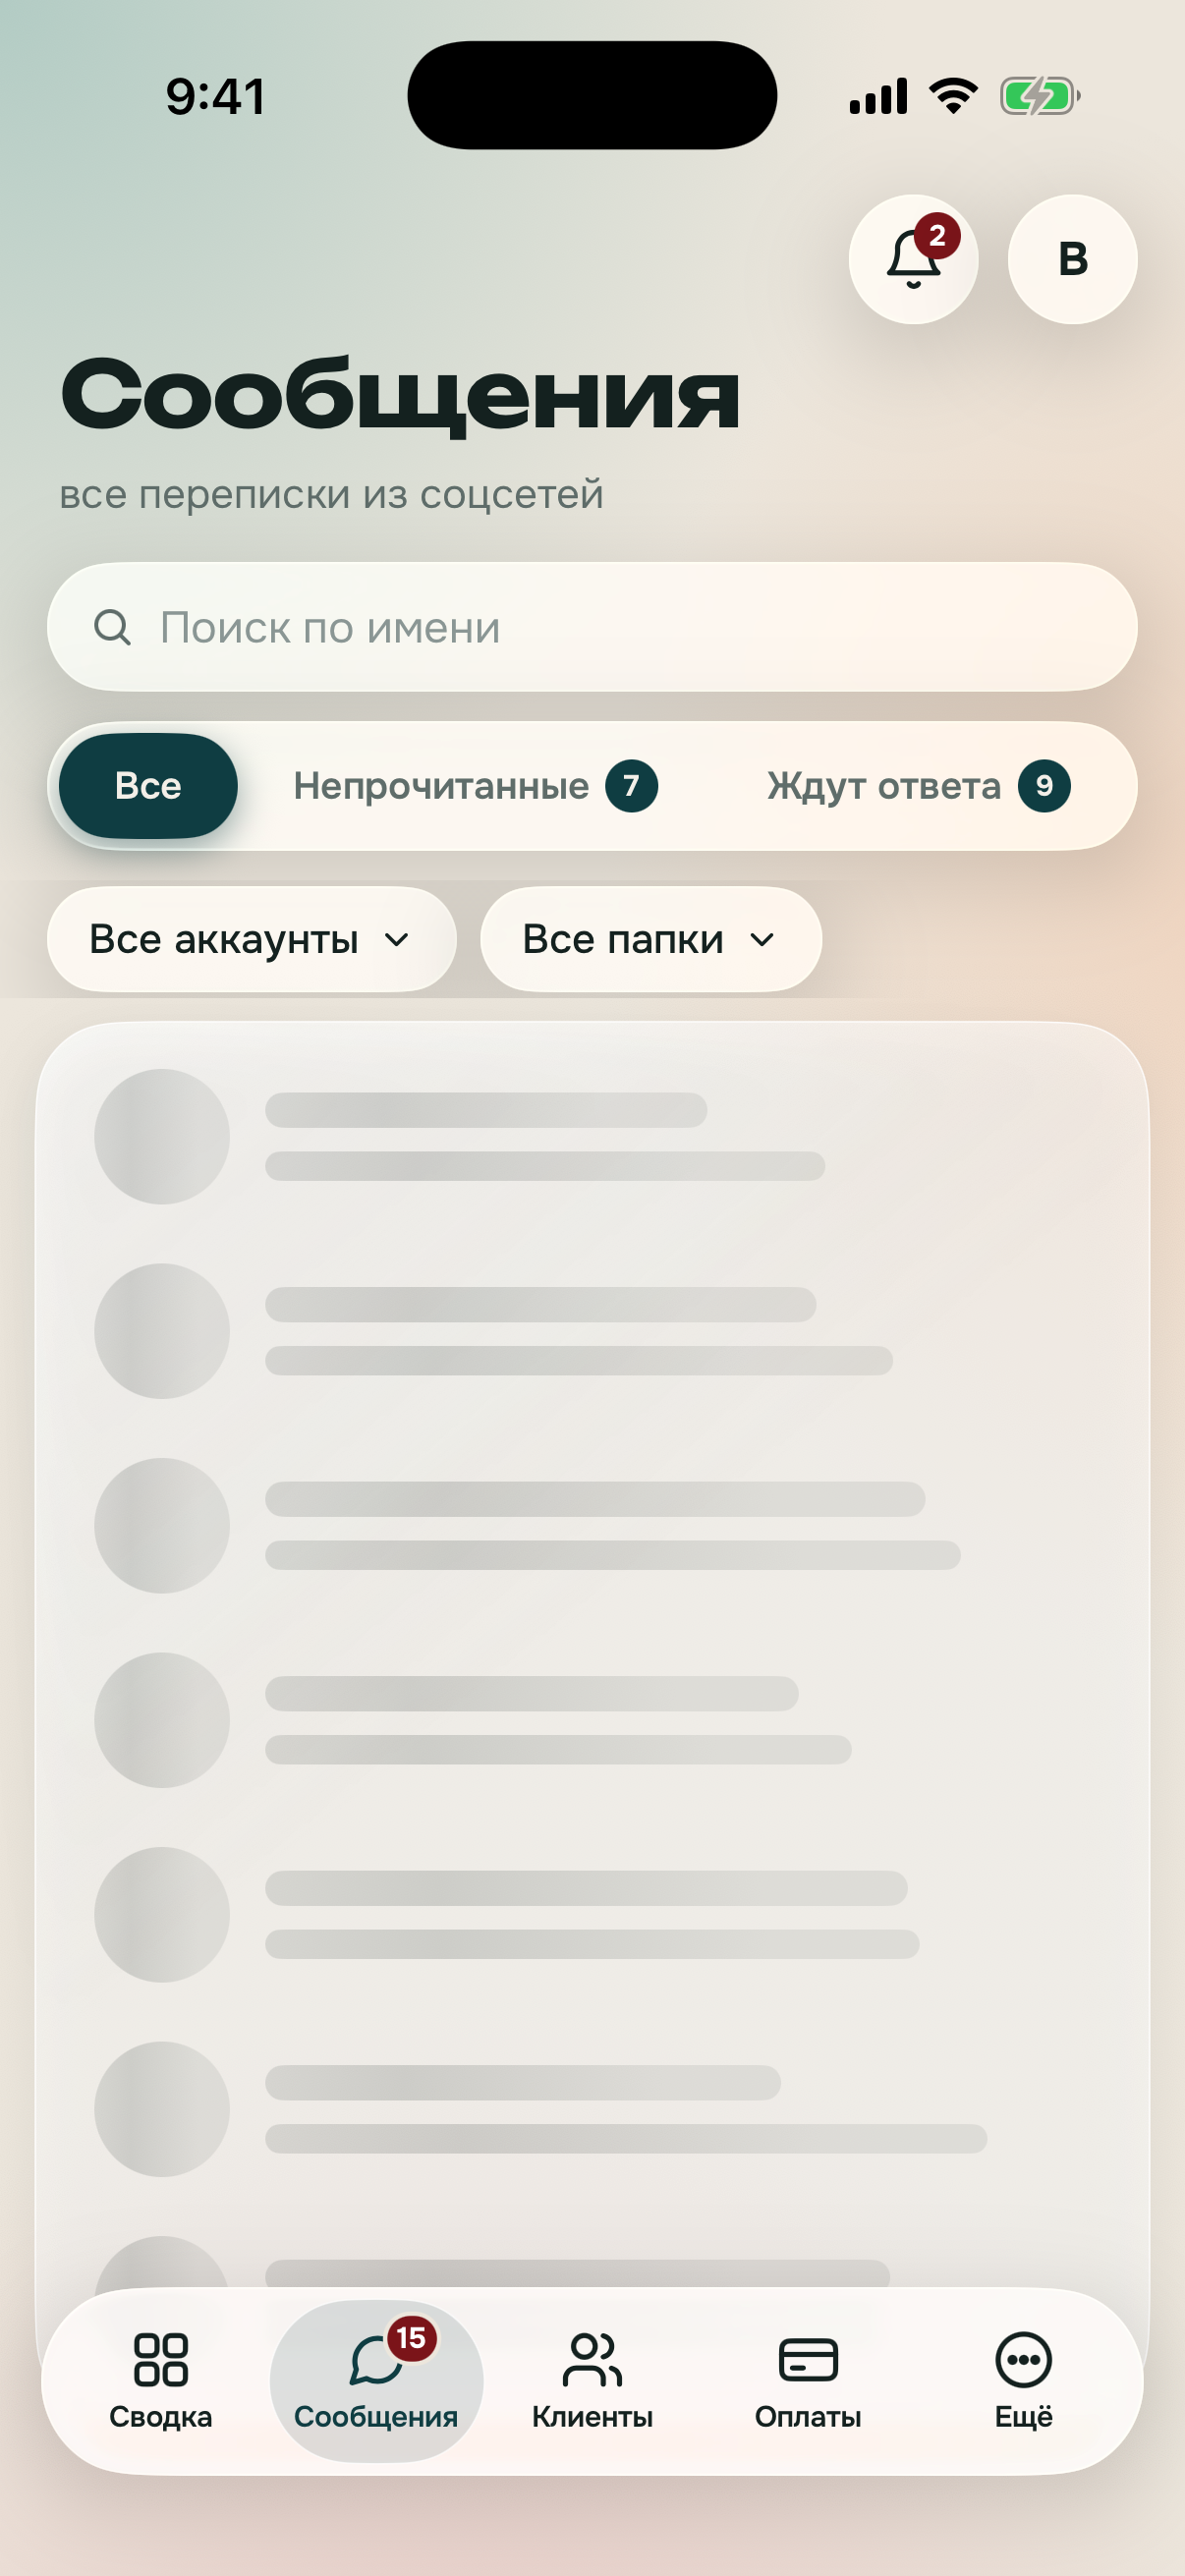 9:41
2
B
Сообщения
все переписки из соцсетей
Поиск по имени
Все Непрочитанные 7 Ждут ответа 9
Все аккаунты Все папки
15
Сводка Сообщения Клиенты Оплаты Ещё